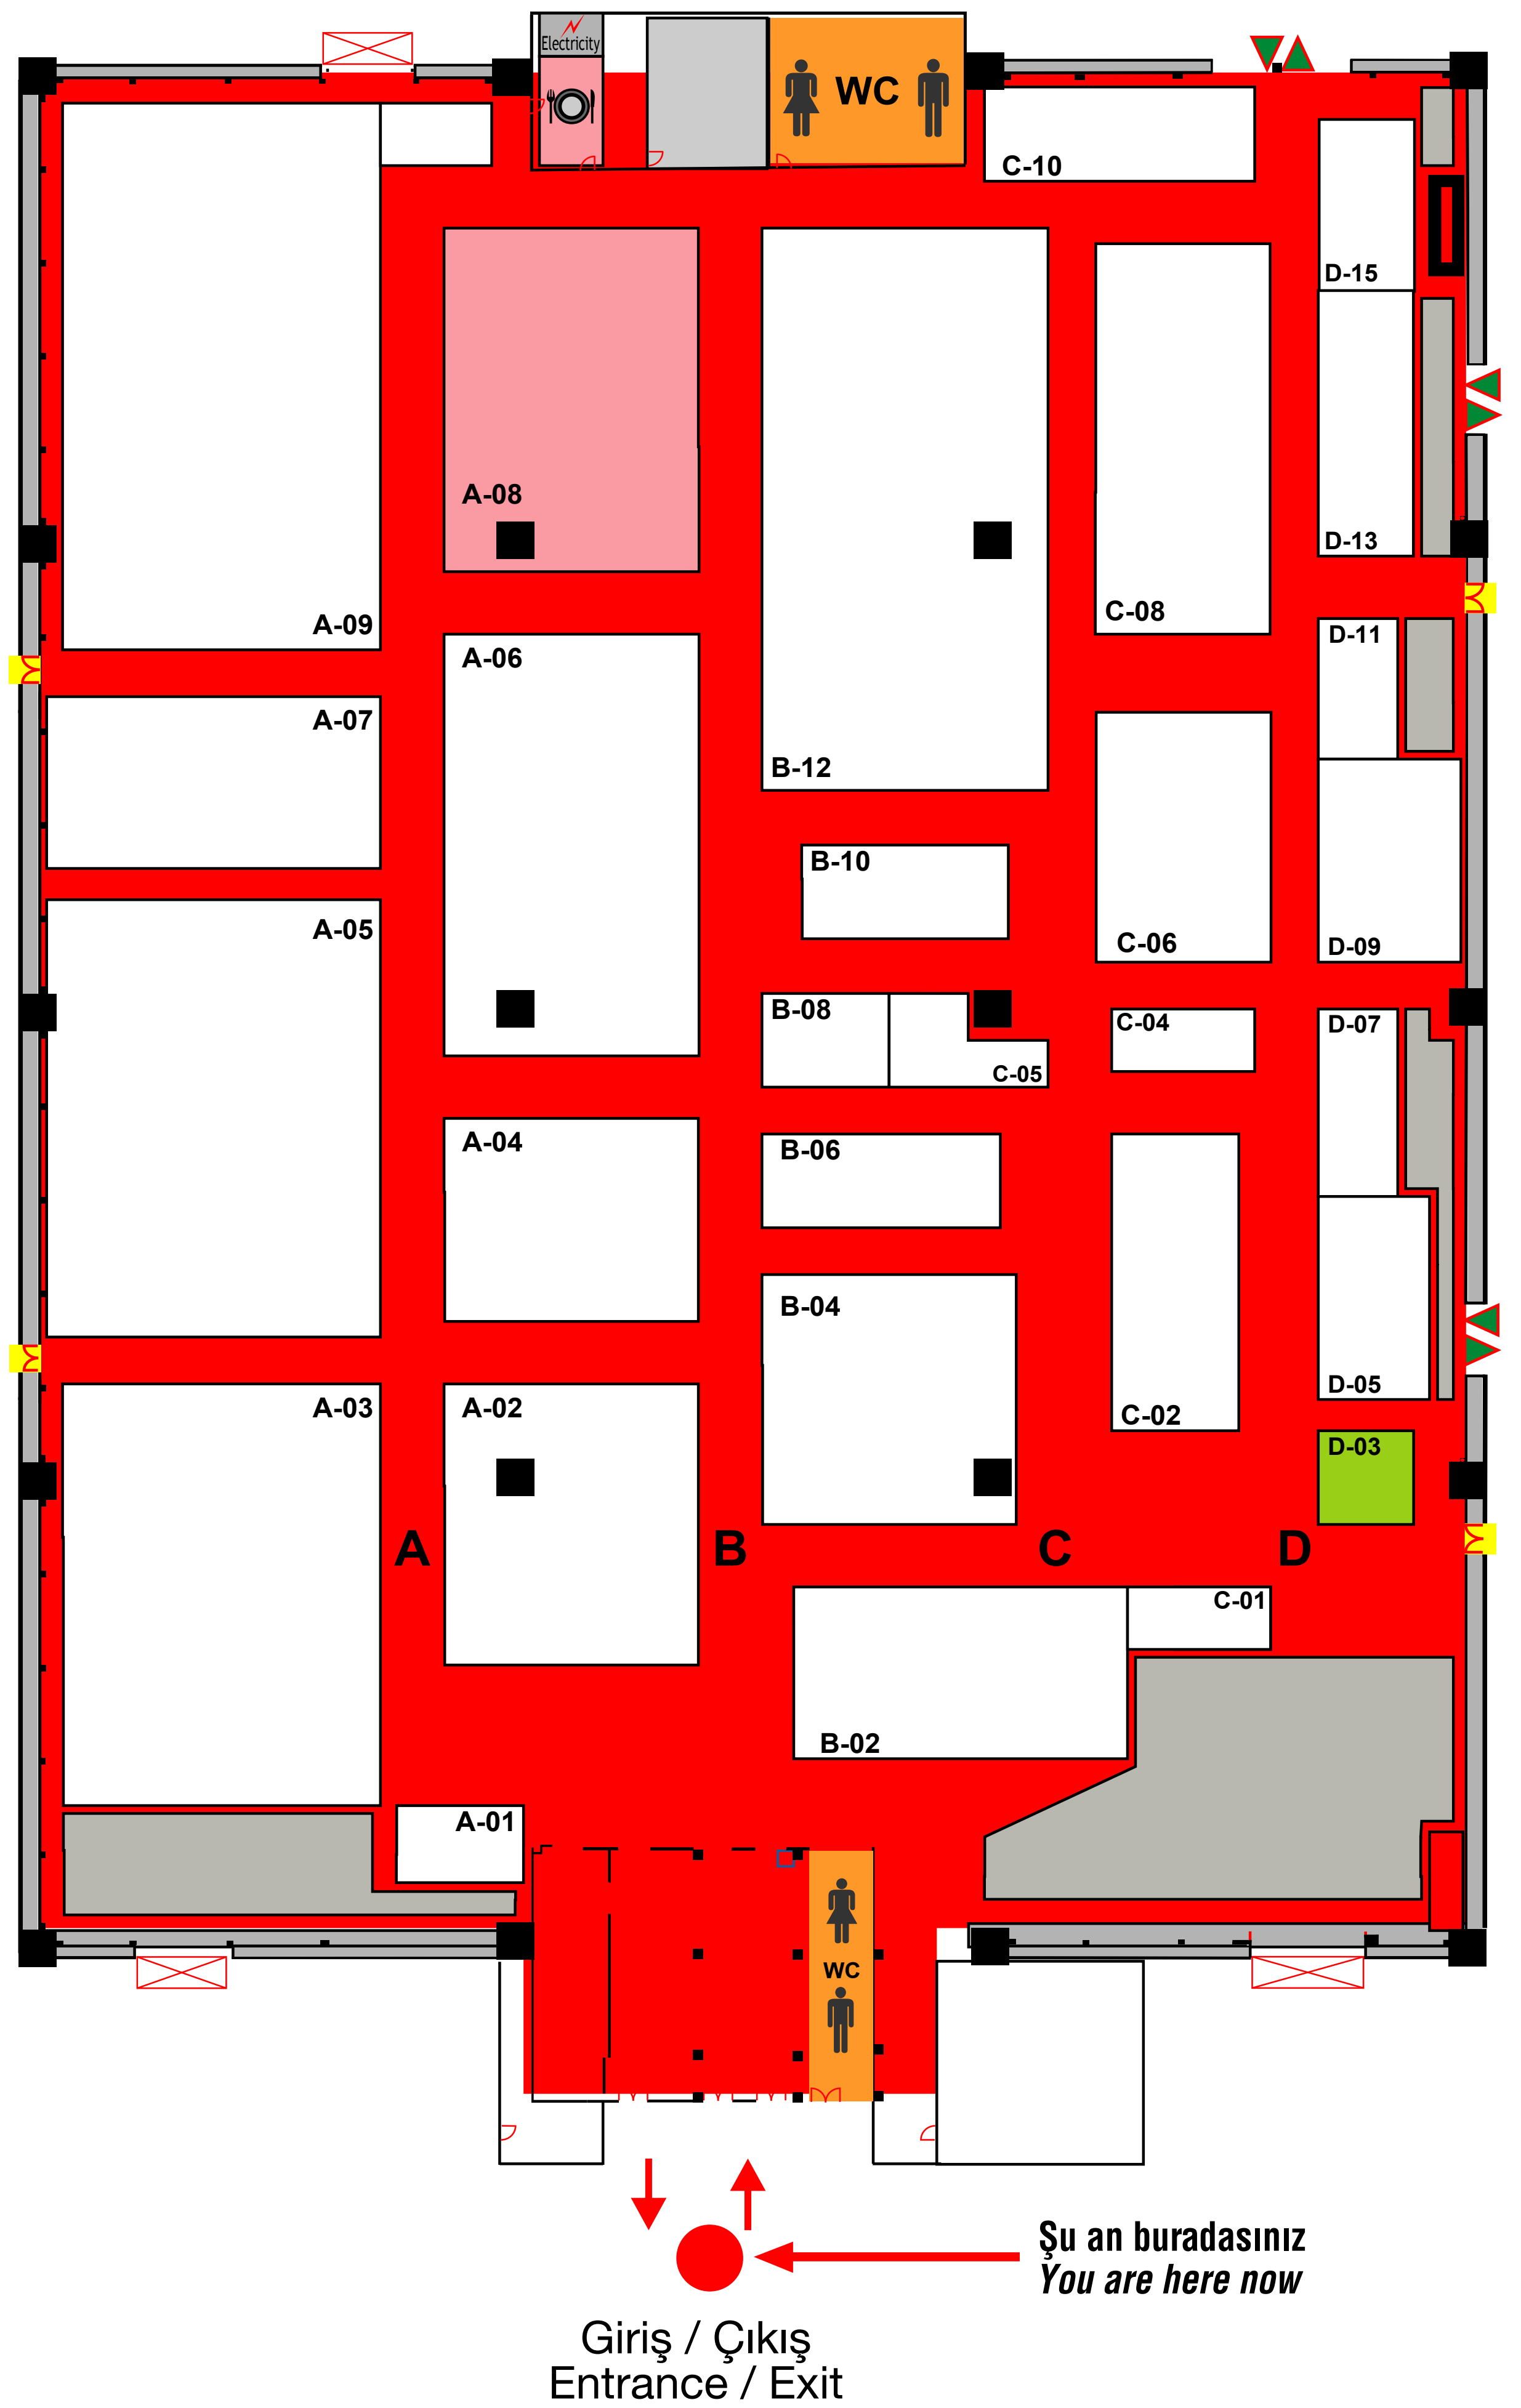 Electricity
WC
C-10
D-15
A-08
D-13
A-09
C-08
D-11
A-06
A-07
B-12
B-10
A-05
C-06
D-09
B-08
C-04
D-07
C-05
A-04
B-06
B-04
D-05
A-03
A-02
C-02
D-03
A
B
C
D
C-01
B-02
A-01
WC
Şu an buradasınız
You are here now
Giriş / Çıkış
Entrance / Exit